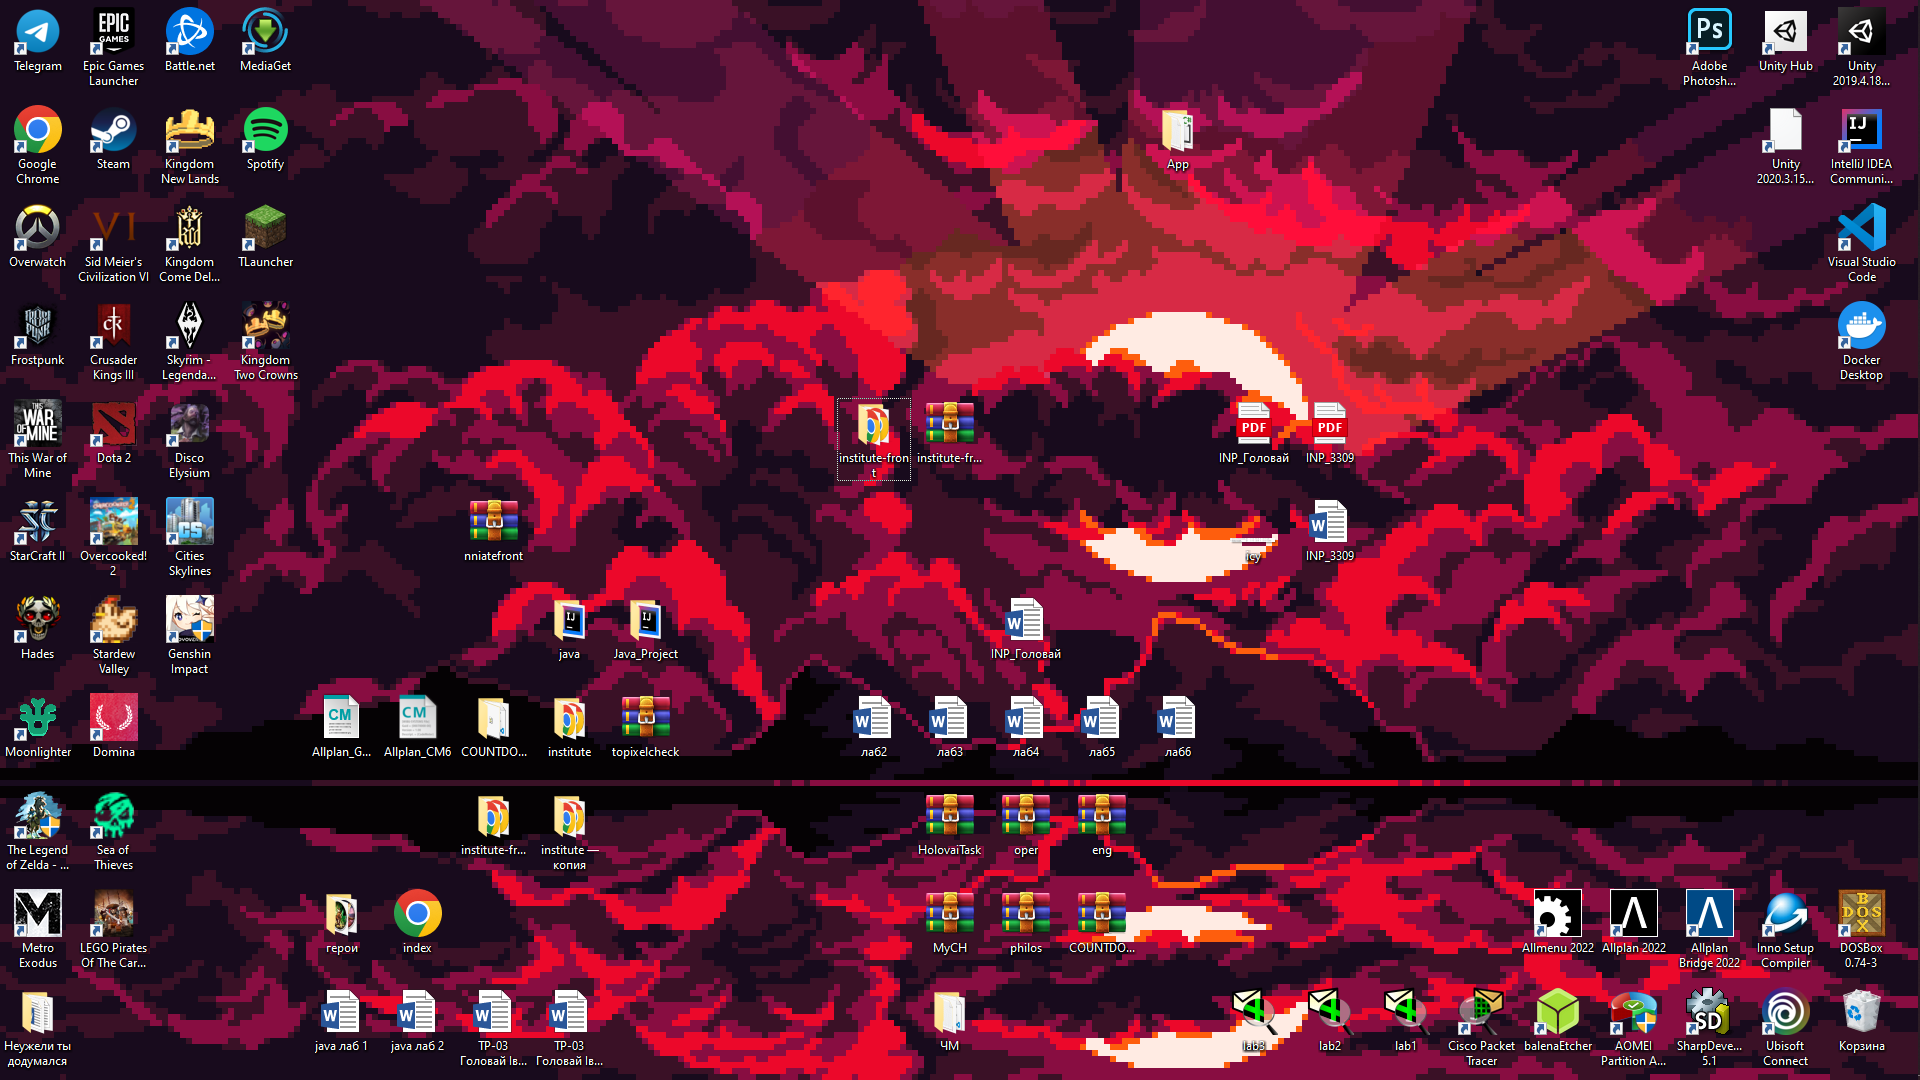 Telegram
Epic Games
Launcher
Battle.net
MediaGet
Adobe
Photosh...
Unity Hub
Unity
2019.4.18...
Google
Chrome
Steam
Kingdom
New Lands
Spotify
App
Unity
2020.3.15...
IntelliJ IDEA
Communi...
Overwatch
Sid Meier's
Civilization VI
Kingdom
Come Del...
TLauncher
Visual Studio
Code
Frostpunk
Crusader
Kings III
Skyrim -
Legenda...
Kingdom
Two Crowns
Docker
Desktop
This War of
Mine
Dota 2
Disco
Elysium
institute-fron
t
institute-fr...
INP_Головай
INP_3309
StarCraft II
Overcooked!
2
Cities
Skylines
nniatefront
icy
INP_3309
Hades
Stardew
Valley
Genshin
Impact
java
Java_Project
INP_Головай
Moonlighter
Domina
Allplan_G...
Allplan_CM6
COUNTDO...
institute
topixelcheck
лаб2
лаб3
лаб4
лаб5
лаб6
The Legend
of Zelda - ...
Sea of
Thieves
institute-fr...
institute —
копия
HolovaiTask
oper
eng
Metro
Exodus
LEGO Pirates
Of The Car...
герои
index
MyCH
philos
COUNTDO...
Allmenu 2022
Allplan 2022
Allplan
Bridge 2022
Inno Setup
Compiler
DOSBox
0.74-3
Неужели ты
додумался
java лаб 1
java лаб 2
ТР-03
Головай Ів...
ТР-03
Головай Ів...
ЧМ
lab3
lab2
lab1
Cisco Packet
Tracer
balenaEtcher
AOMEI
Partition A...
SharpDeve...
5.1
Ubisoft
Connect
Корзина